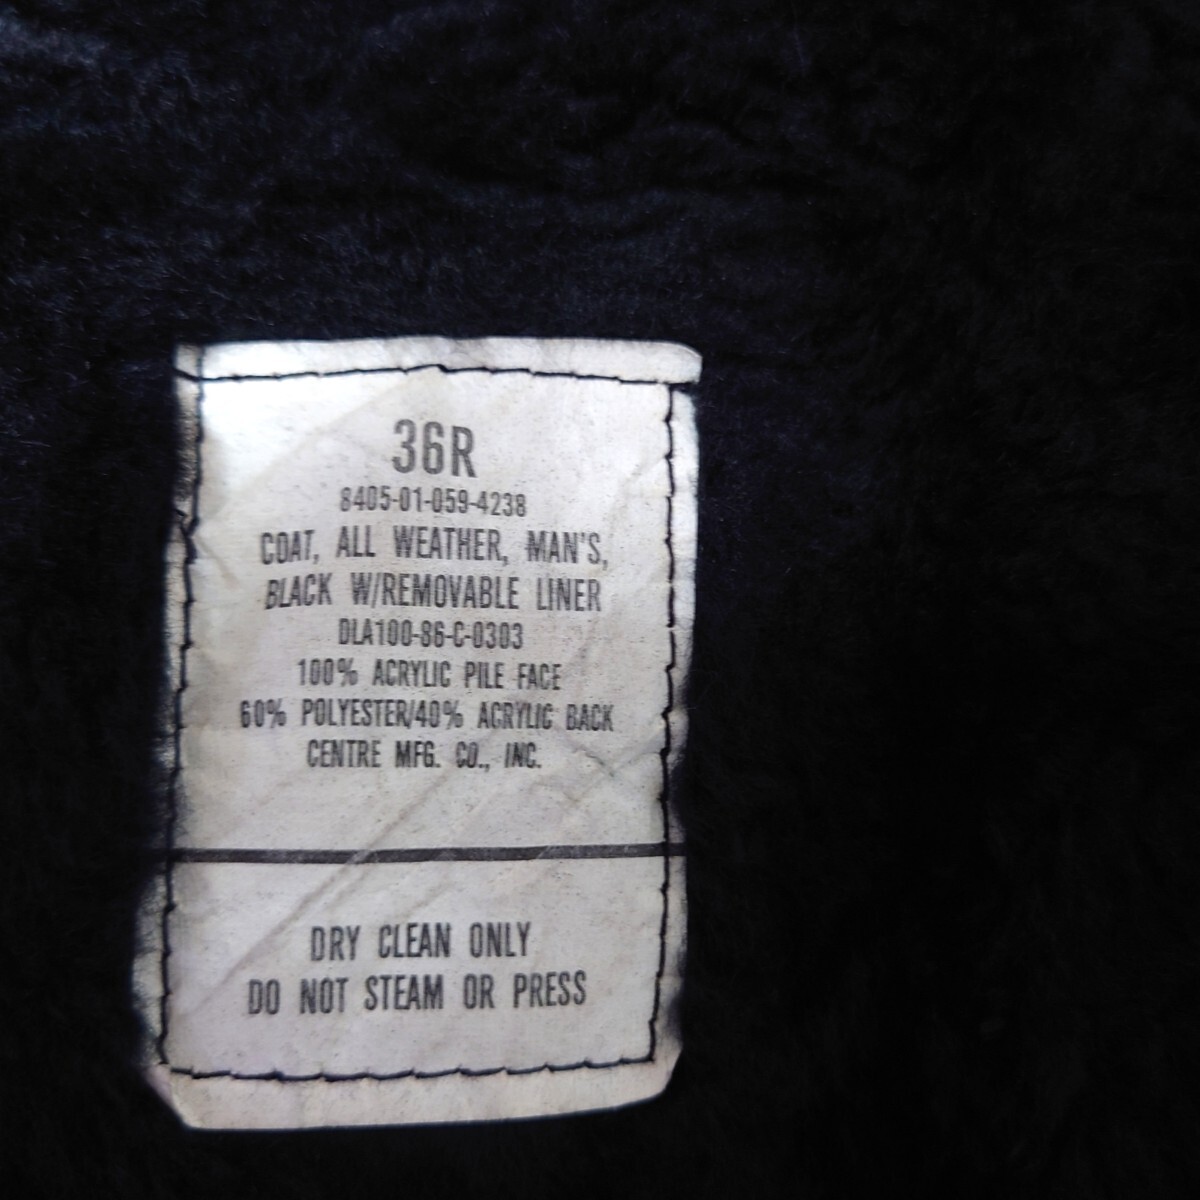 36R
8405-01-059-4238
COAT, ALL WEATHER, MAN'S,
BLACK W/REMOVABLE LINER
DLA100-86-C-0303
100% ACRYLIC PILE FACE
60% POLYESTER/40% ACRYLIC BACK
CENTRE MFG. CO., INC.
DRY CLEAN ONLY
DO NOT STEAM OR PRESS